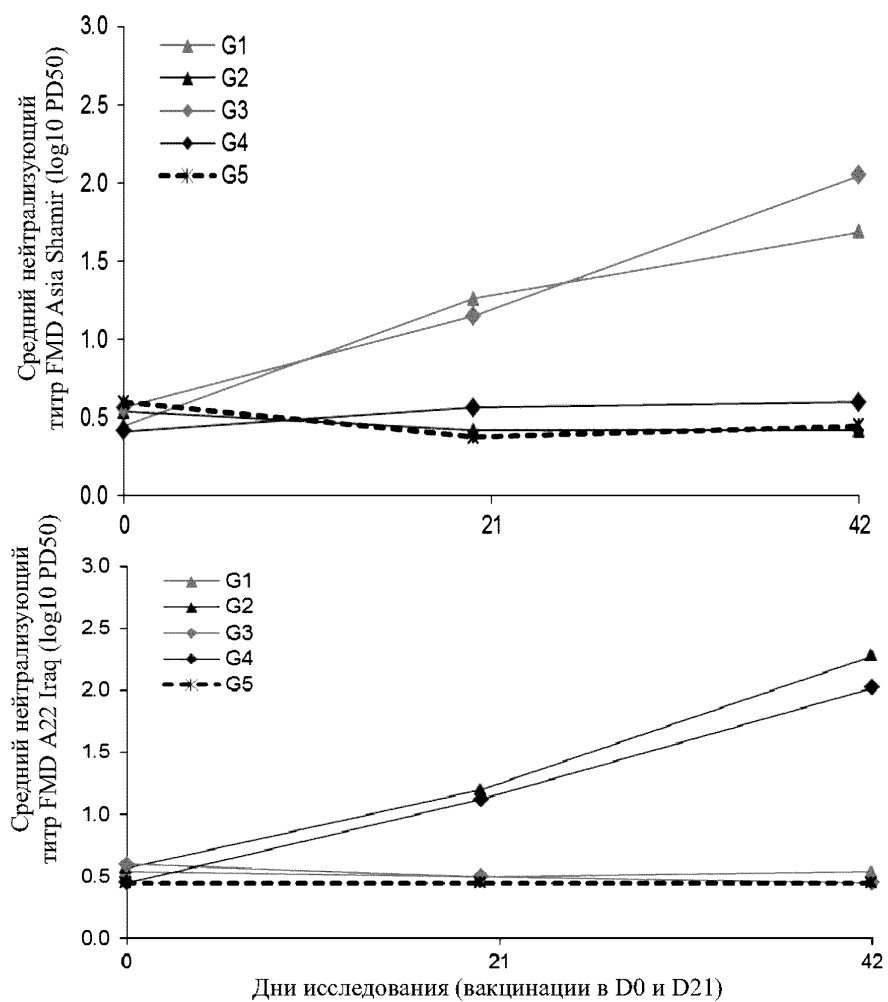 Средний нейтрализующий
титр FMD Asia Shamir (log10 PD50)
3.0
2.5
2.0
1.5
1.0
0.5
0.0
G1
G2
G3
G4
G5
0
21
42
Средний нейтрализующий
титр FMD A22 Iraq (log10 PD50)
3.0
2.5
2.0
1.5
1.0
0.5
0.0
G1
G2
G3
G4
G5
0
21
42
Дни исследования (вакцинации в D0 и D21)